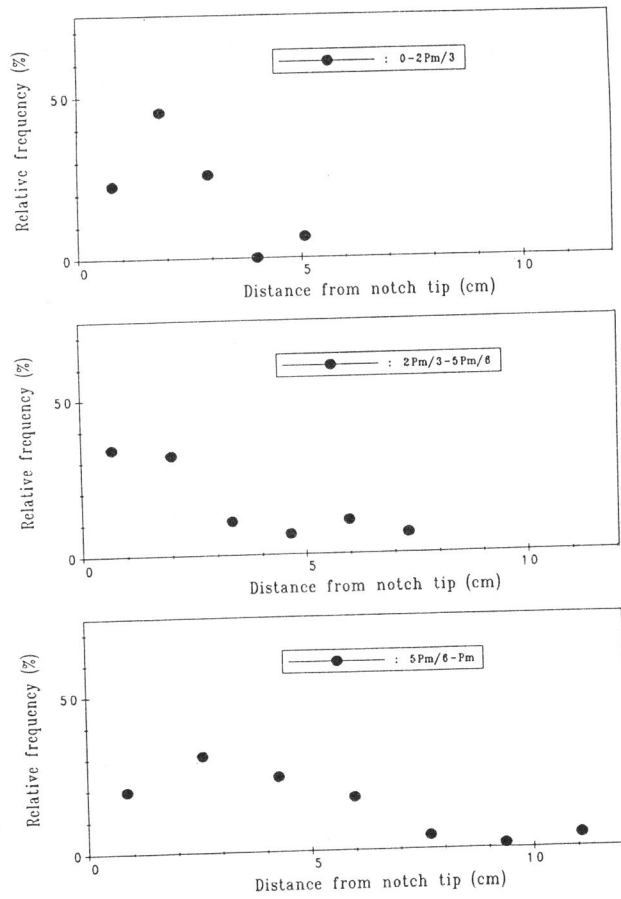 Relative frequency (%)
50
0
: 0-2Pm/3
0 5 10
Distance from notch tip (cm)
Relative frequency (%)
50
0
: 2Pm/3-5Pm/6
0 5 10
Distance from notch tip (cm)
Relative frequency (%)
50
0
: 5Pm/6-Pm
0 5 10
Distance from notch tip (cm)